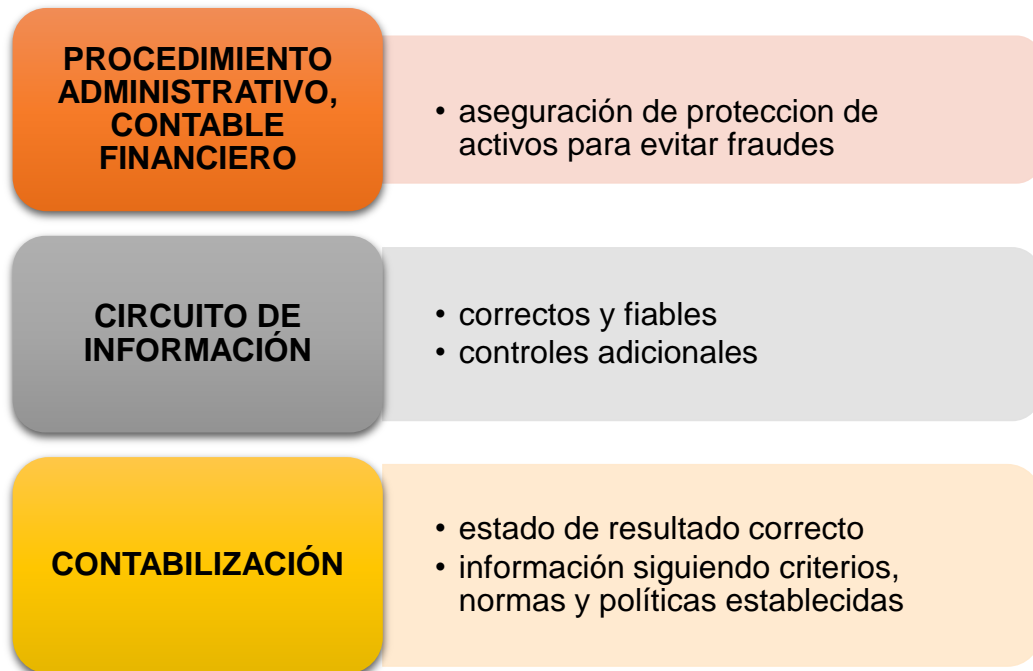 PROCEDIMIENTO
ADMINISTRATIVO,
CONTABLE
FINANCIERO
• aseguración de proteccion de
activos para evitar fraudes
CIRCUITO DE
INFORMACIÓN
• correctos y fiables
• controles adicionales
CONTABILIZACIÓN
• estado de resultado correcto
• información siguiendo criterios,
normas y políticas establecidas